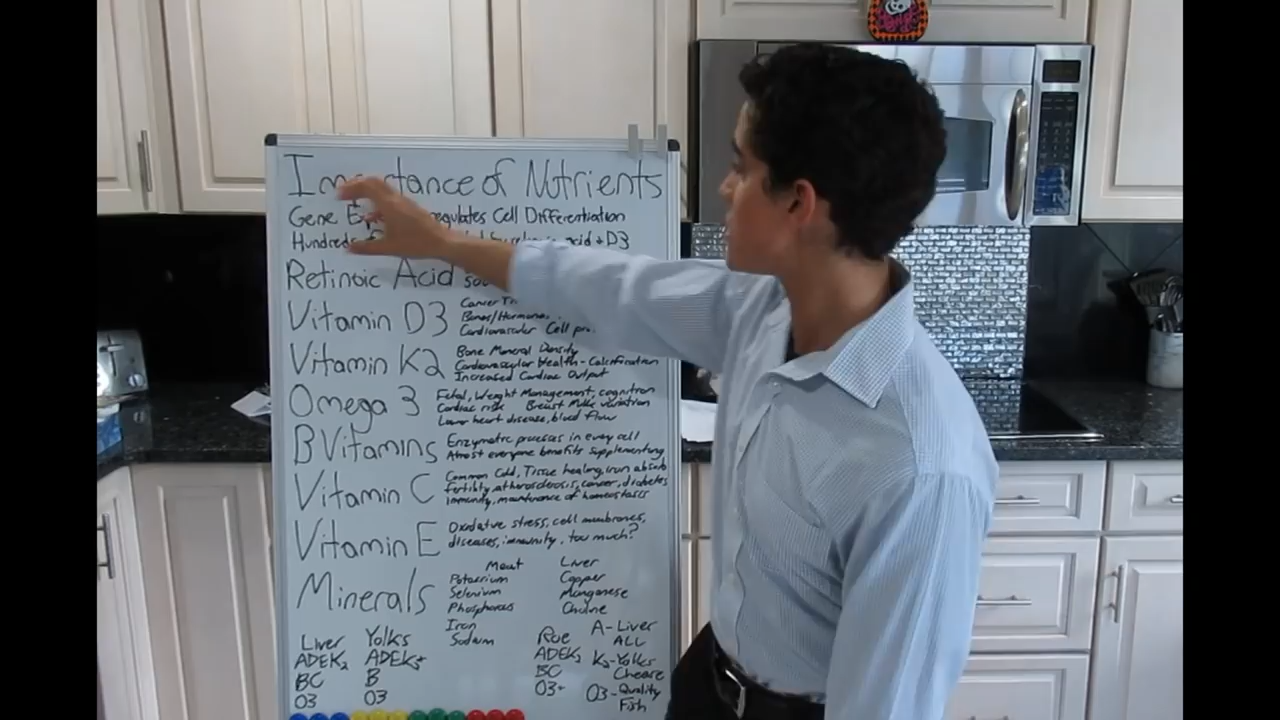 Importance of Nutrients
Gene regulates Cell Differentiation
Hundreds acid + D3
Retinoic Acid
Vitamin D3
Cancer
Bones/Hormones
Cardiovascular Cell
Vitamin K2
Bone Mineral Density
Cardiovascular Health - Calcification
Increased Cardiac Output
Omega 3
Fetal, Weight Management, cognition
Cardiac risk Breast Milk variation
Lower heart disease, blood flow
B Vitamins
Enzymatic processes in every cell
Almost everyone benefits supplementing
Vitamin C
Common Cold, Tissue healing, iron absorb
fertility, atherosclerosis, cancer, diabetes
immunity, maintenance of homeostasis
Vitamin E
Oxidative stress, cell membranes,
diseases, immunity, too much?
Minerals
Meat
Potassium
Selenium
Phosphorus
Iron
Sodium
Liver
Copper
Manganese
Choline
Liver
ADEK2
BC
O3
Yolks
ADEK2+
B
O3
Roe
ADEK2
BC
O3+
A - Liver
ALL
K2 - Yolks
Cheese
O3 - Quality
Fish